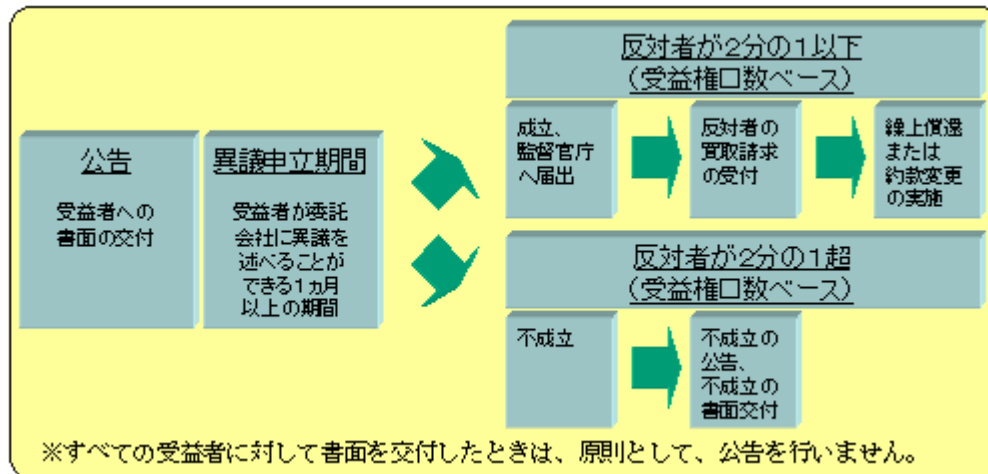 公告
受益者への
書面の交付
異議申立期間
受益者が委託
会社に異議を
述べることが
できる1ヵ月
以上の期間
反対者が2分の1以下
(受益権口数ベース)
成立、
監督官庁
へ届出
反対者の
買取請求
の受付
繰上償還
または
約款変更
の実施
反対者が2分の1超
(受益権口数ベース)
不成立
不成立の
公告、
不成立の
書面交付
※すべての受益者に対して書面を交付したときは、原則として、公告を行いません。